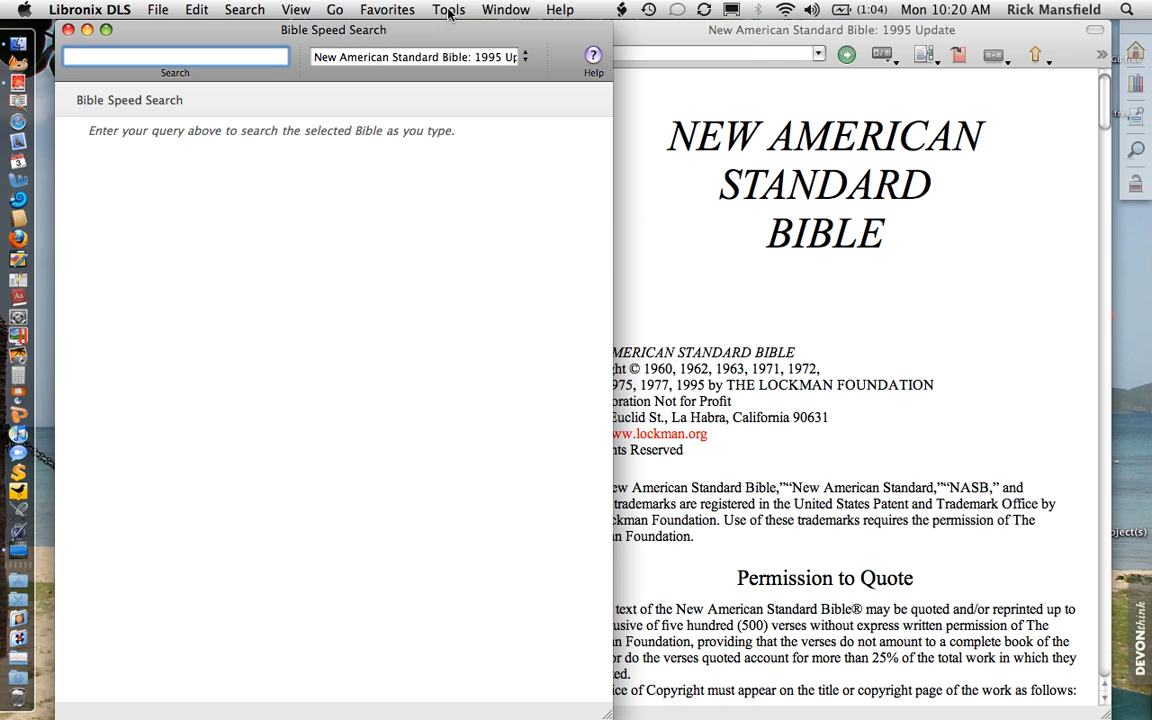 Libronix DLS File Edit Search View Go Favorites Tools Window Help (1:04) Mon 10:20 AM Rick Mansfield
Bible Speed Search
New American Standard Bible: 1995 Up
Search
Help
Bible Speed Search
Enter your query above to search the selected Bible as you type.
New American Standard Bible: 1995 Update
NEW AMERICAN
STANDARD
BIBLE
MERICAN STANDARD BIBLE
ht © 1960, 1962, 1963, 1971, 1972,
975, 1977, 1995 by THE LOCKMAN FOUNDATION
oration Not for Profit
Euclid St., La Habra, California 90631
ww.lockman.org
ts Reserved
ew American Standard Bible,”“New American Standard,”“NASB,” and
trademarks are registered in the United States Patent and Trademark Office by
ckman Foundation. Use of these trademarks requires the permission of The
n Foundation.
Permission to Quote
text of the New American Standard Bible® may be quoted and/or reprinted up to
usive of five hundred (500) verses without express written permission of The
n Foundation, providing that the verses do not amount to a complete book of the
or do the verses quoted account for more than 25% of the total work in which they
ed.
ice of Copyright must appear on the title or copyright page of the work as follows:
oject(s)
DEVONthink